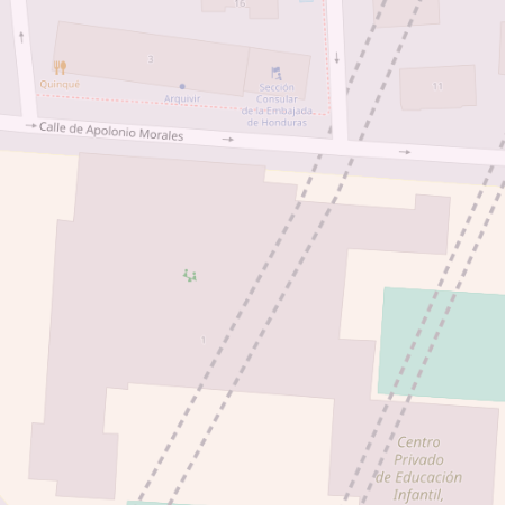 16
3
Quinqué
Arquivir
Sección
Consular
de la Embajada
de Honduras
11
Calle de Apolonio Morales
1
Centro
Privado
de Educación
Infantil,